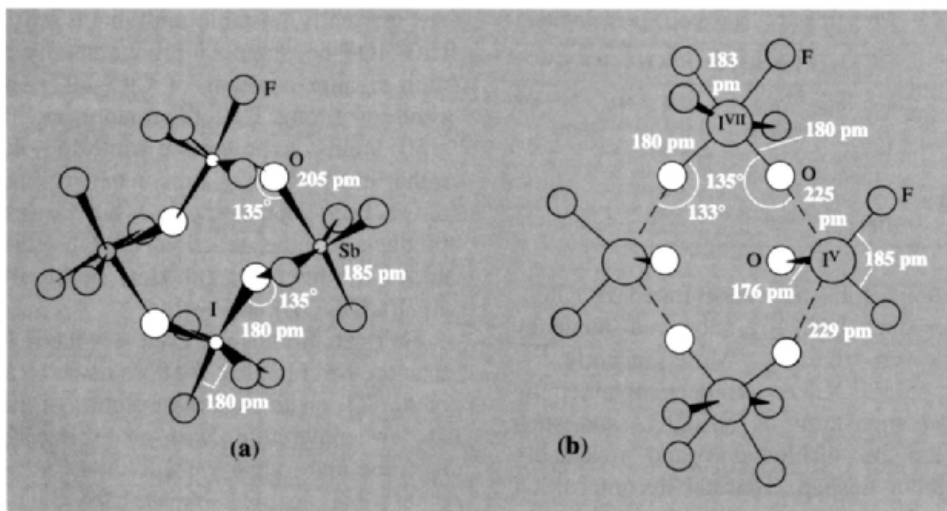 F
O
205 pm
135°
Sb
185 pm
135°
I
180 pm
180 pm
(a)
183
pm
F
I^VII
180 pm
180 pm
O
135°
133°
225
pm
F
O
I^V
176 pm
185 pm
229 pm
(b)